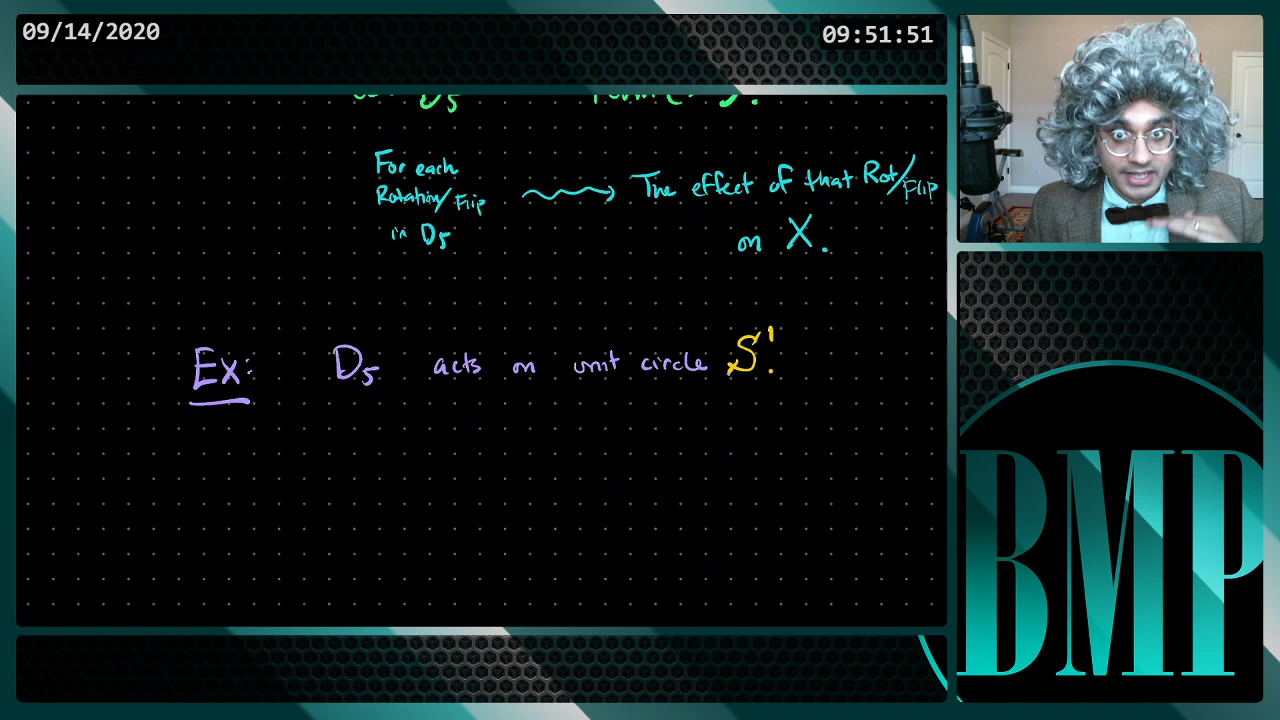 09/14/2020
09:51:51
D5
For each
Rotation/Flip
in D5
The effect of that Rot/Flip
on X.
Ex: D5 acts on unit circle S¹.
BMP